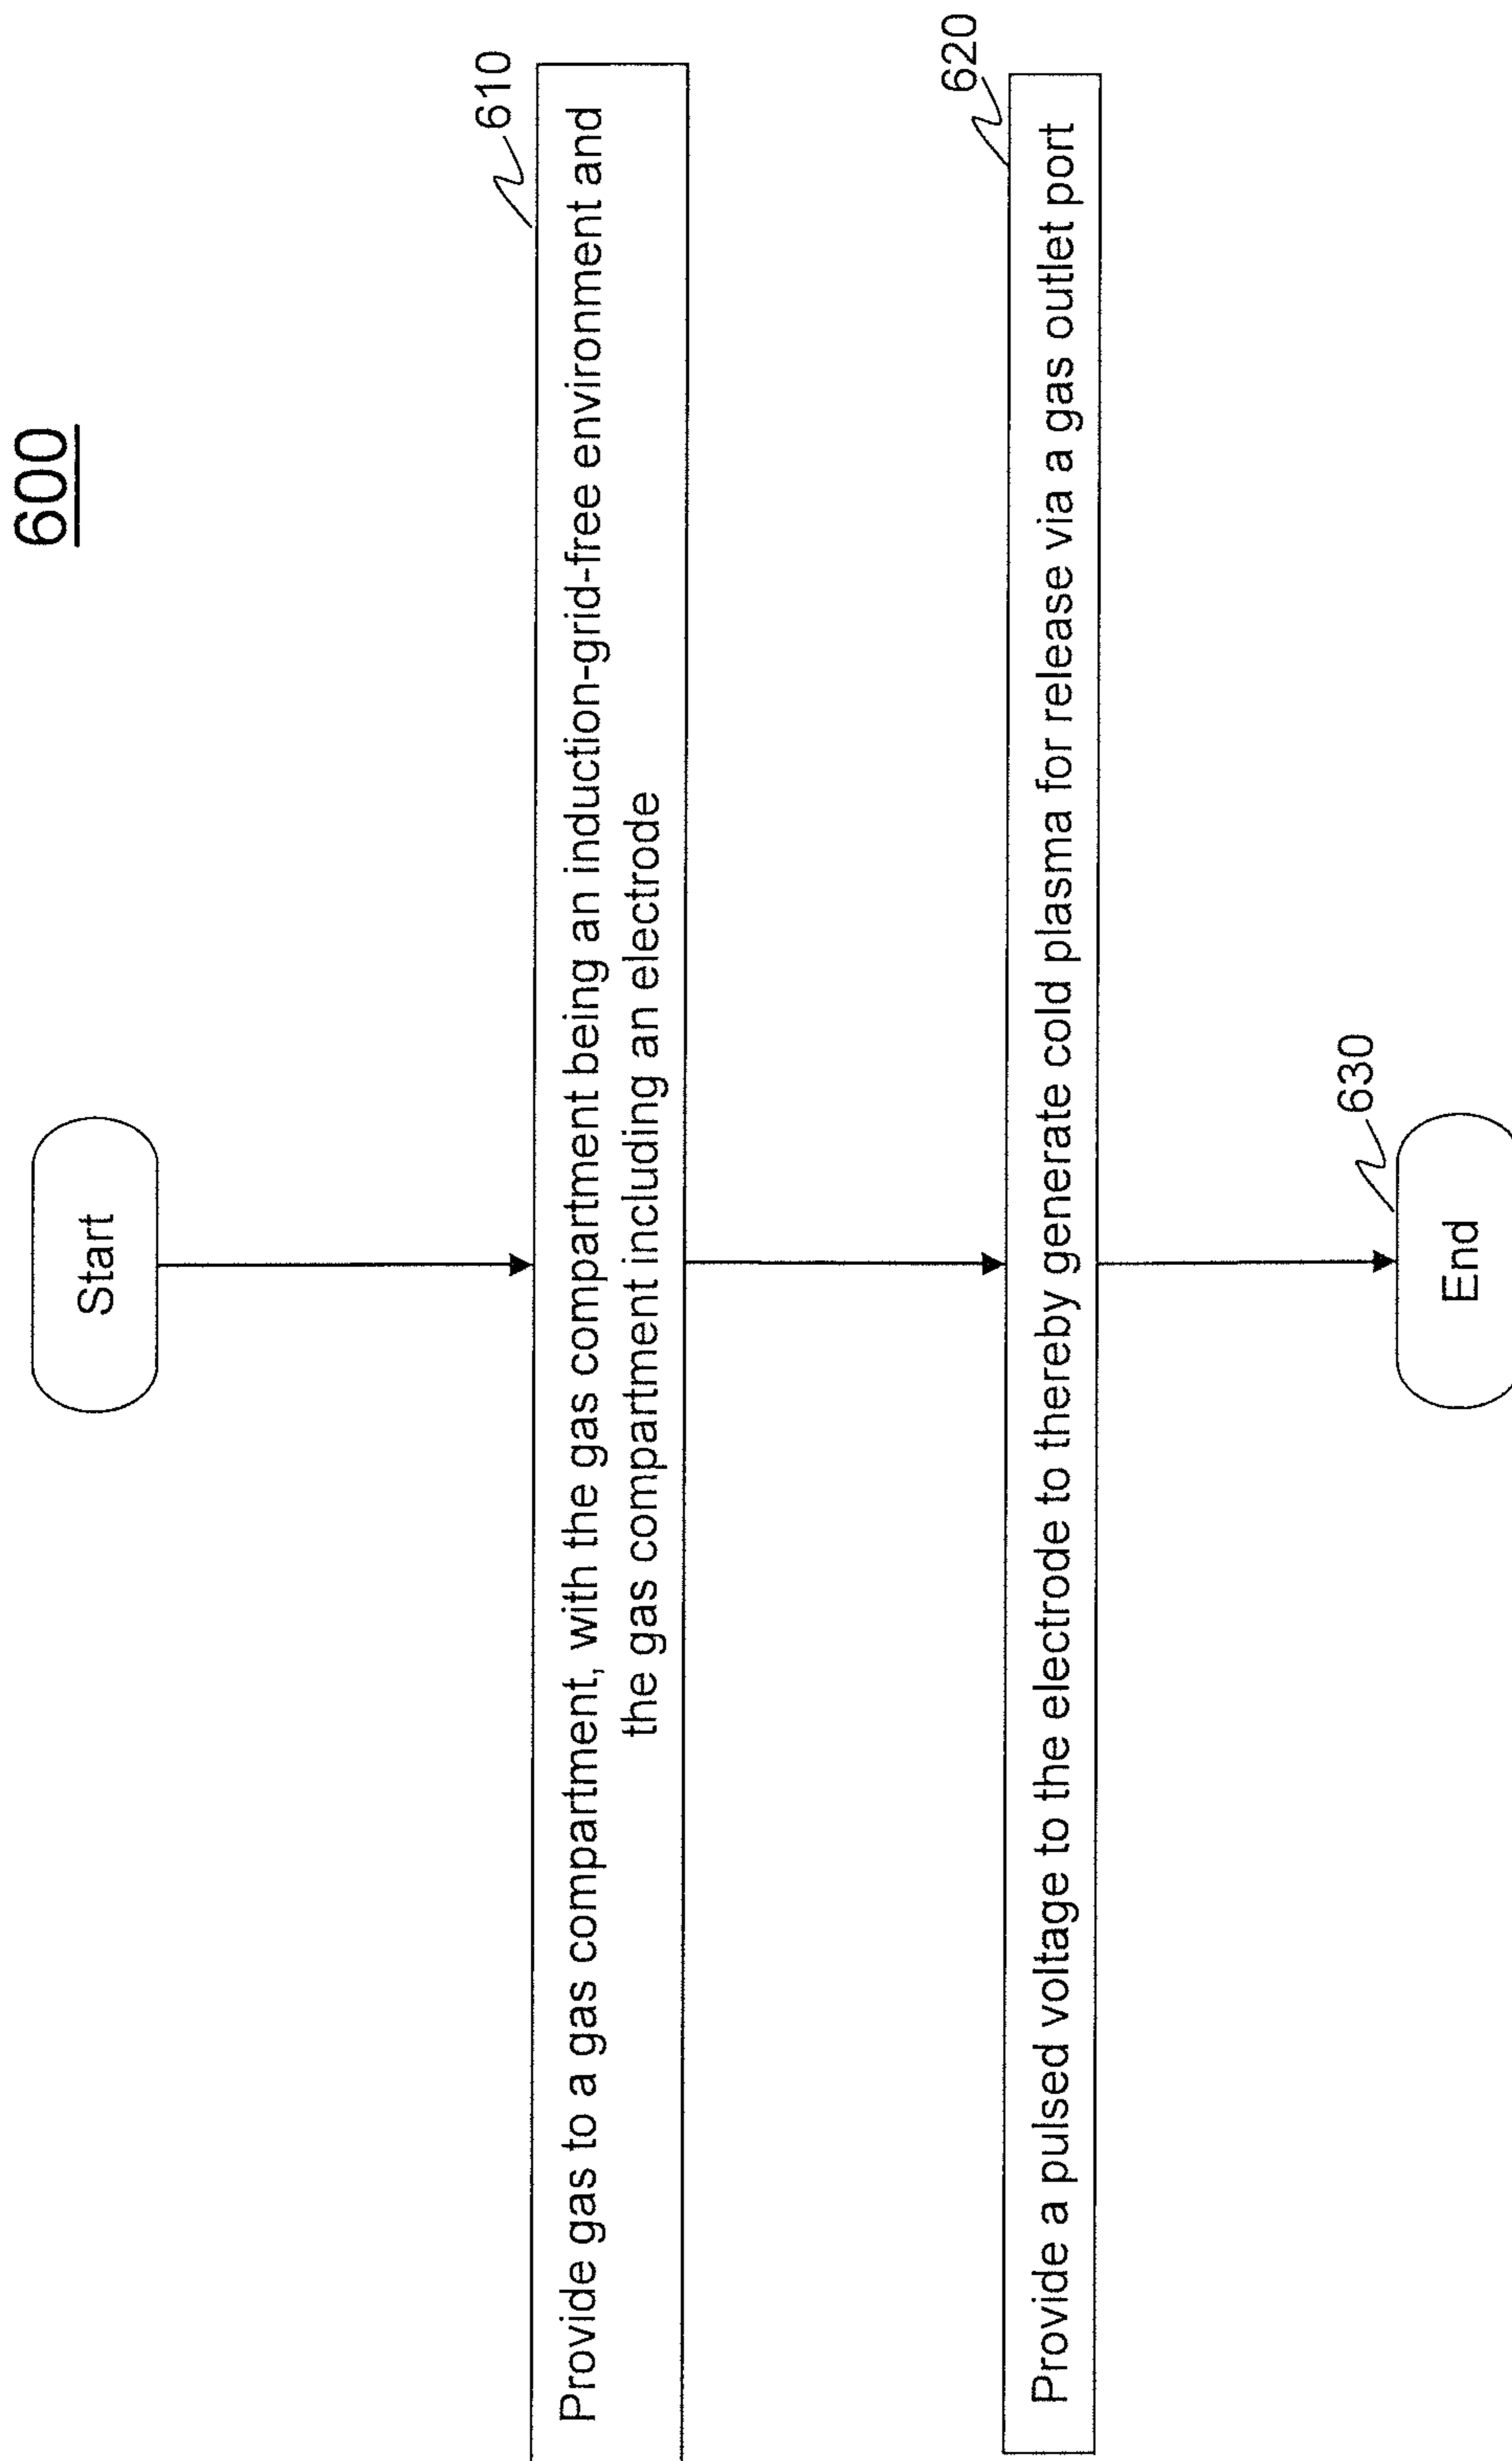 600
Start
610
Provide gas to a gas compartment, with the gas compartment being an induction-grid-free environment and
the gas compartment including an electrode
620
Provide a pulsed voltage to the electrode to thereby generate cold plasma for release via a gas outlet port
630
End